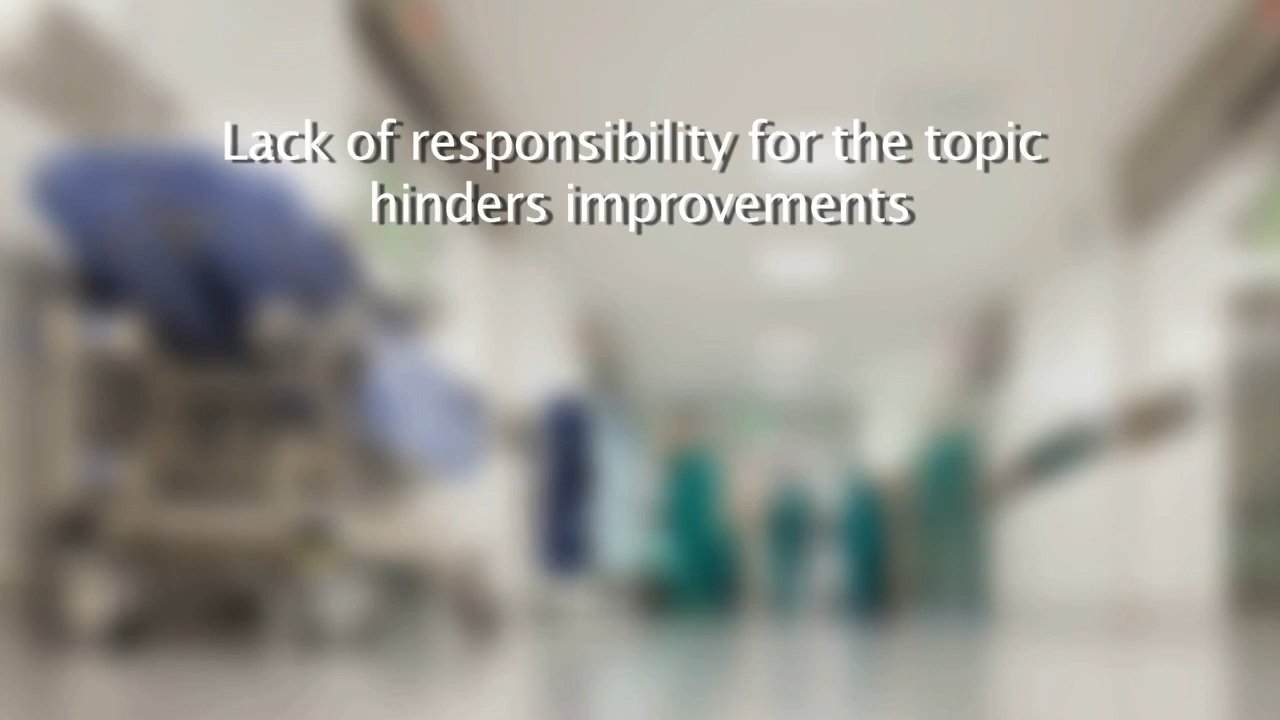 Lack of responsibility for the topic
hinders improvements